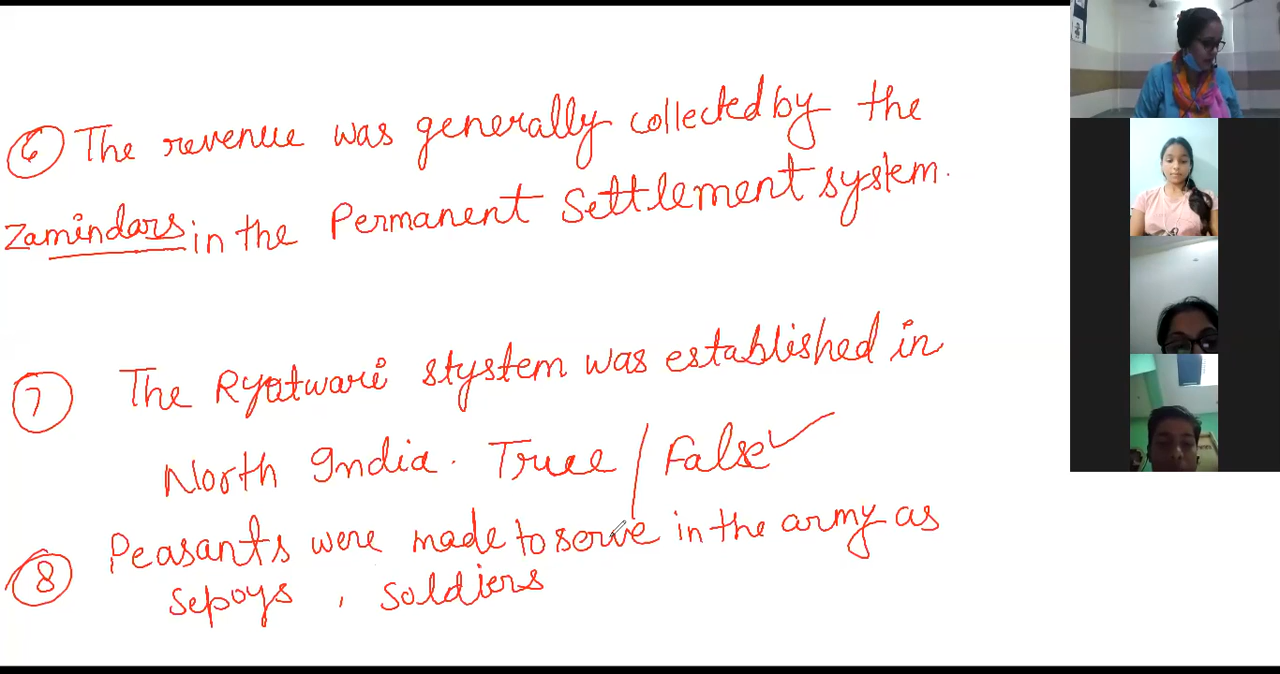 6 The revenue was generally collected by the
Zamindars in the Permanent Settlement system.
7 The Ryatwari stystem was established in
North India. True / False ✓
8 Peasants were made to serve in the army as
sepoys , soldiers